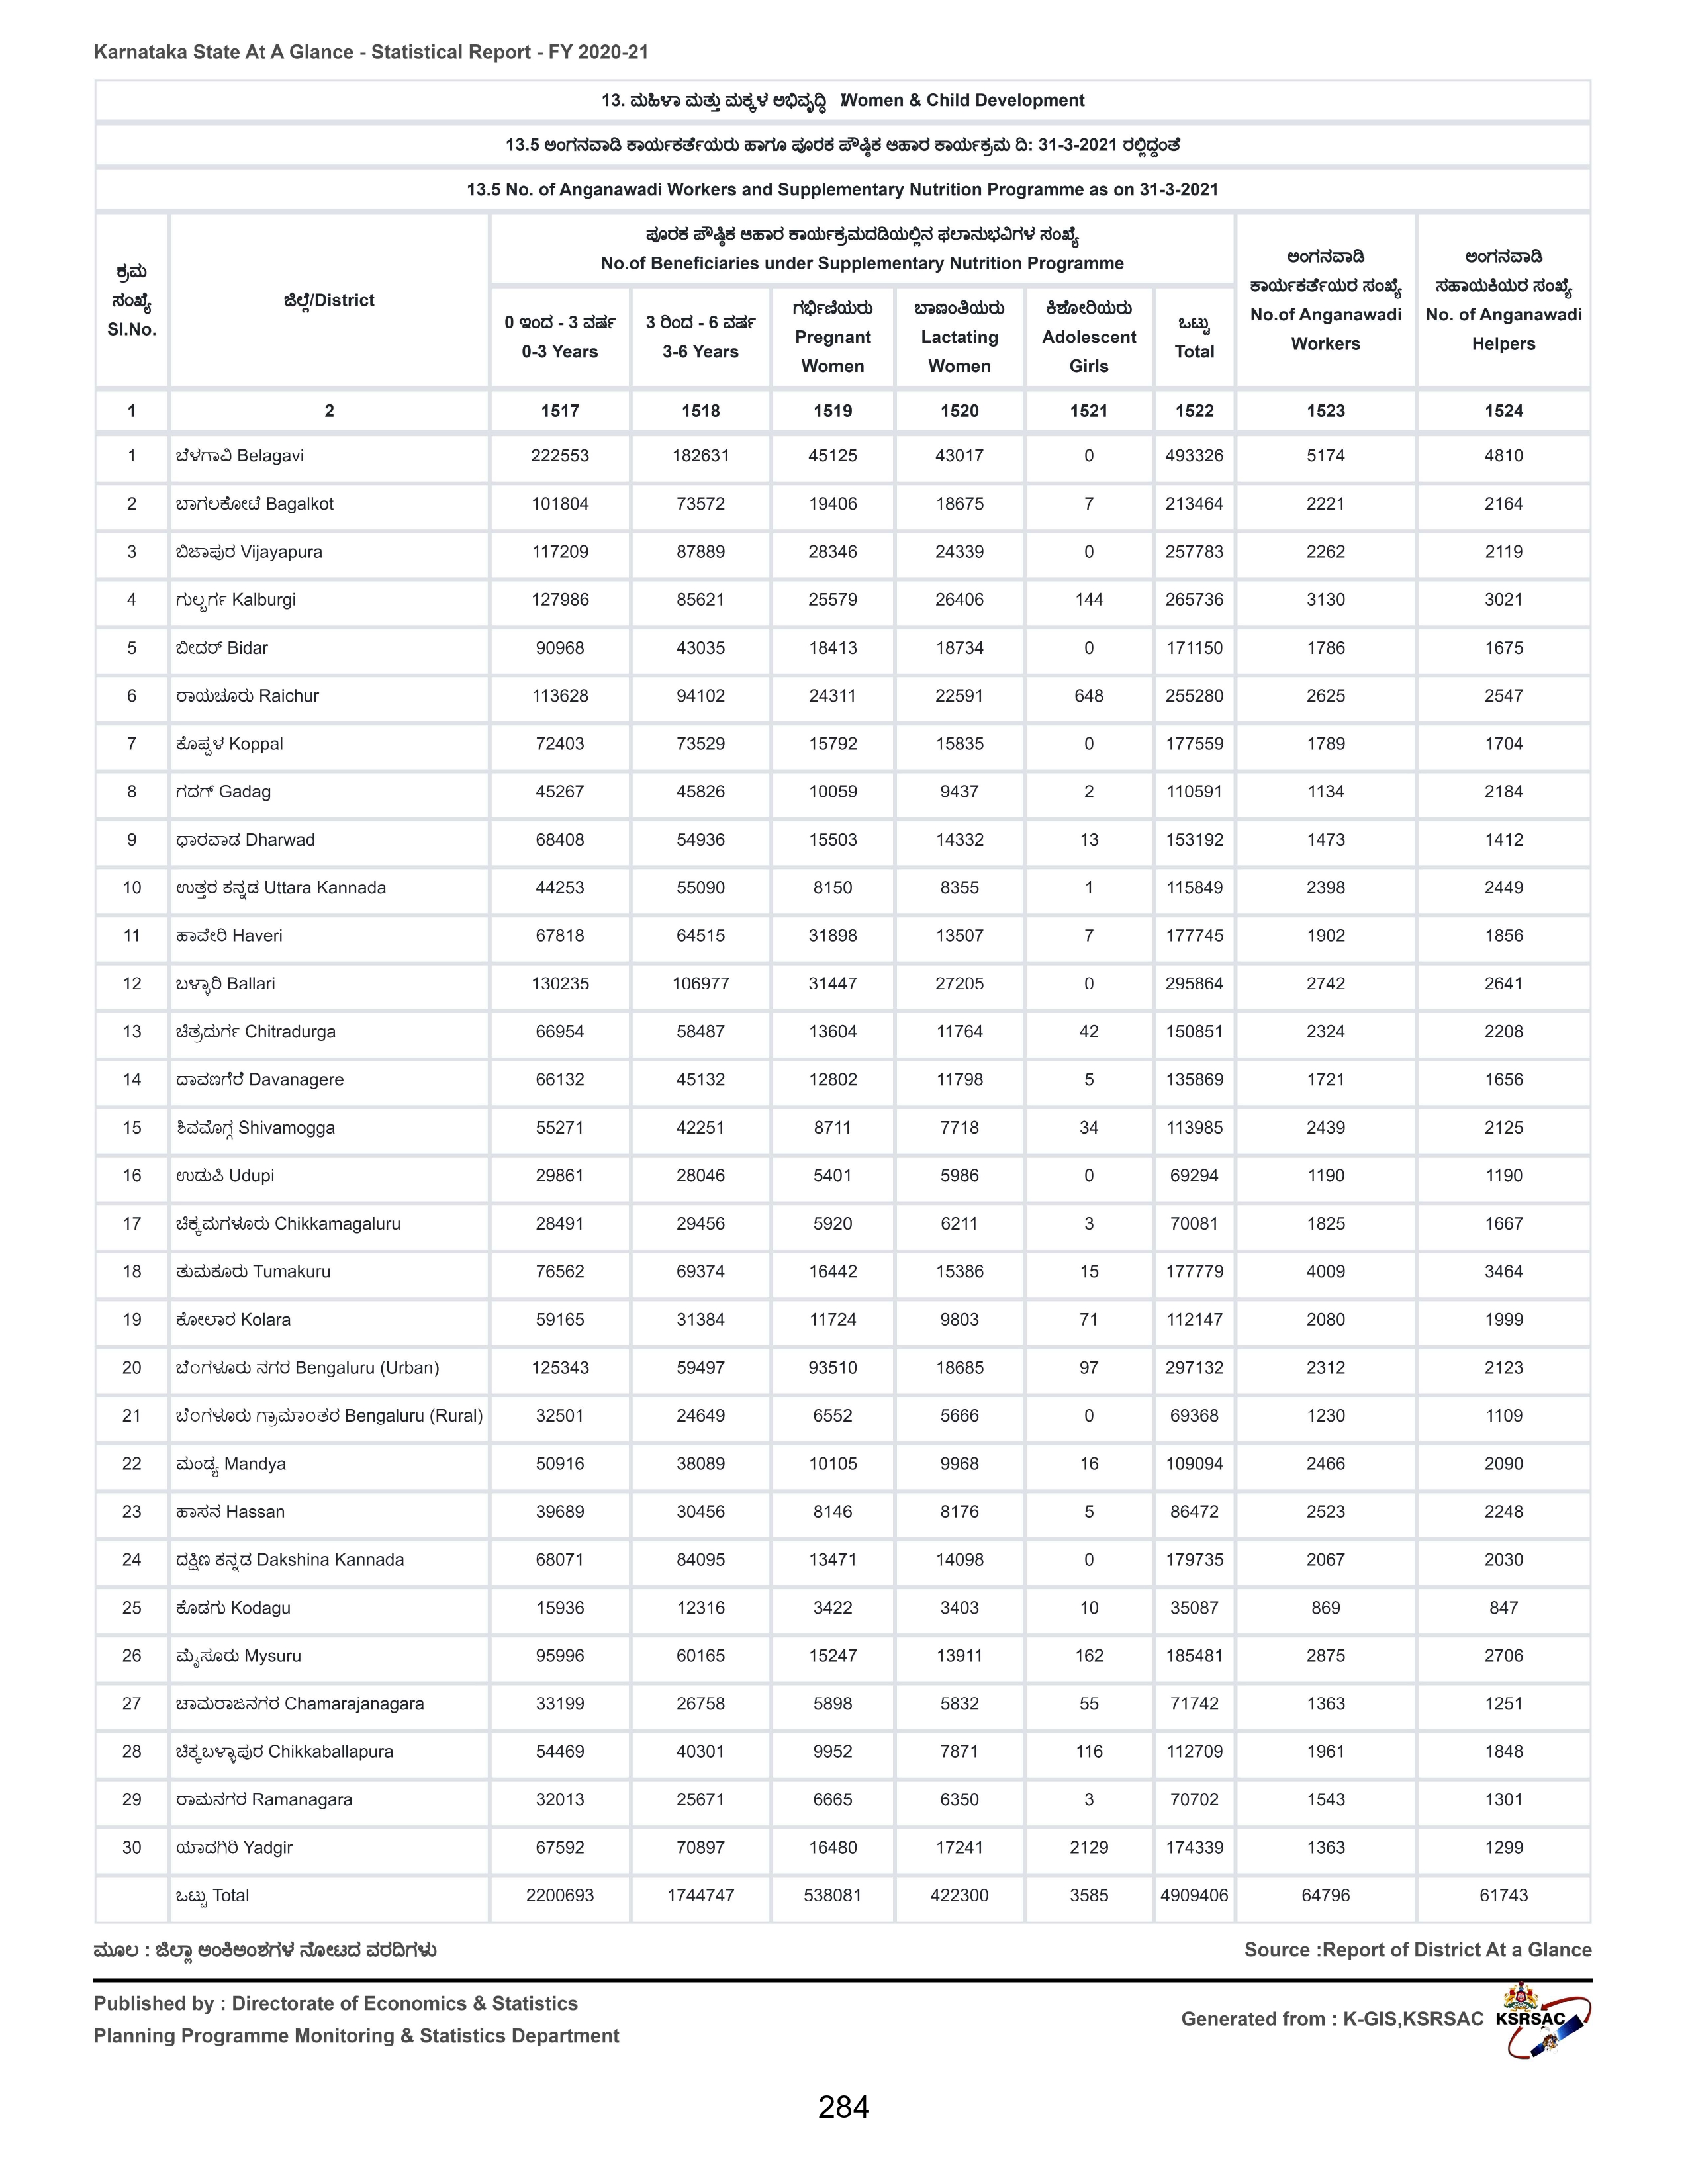 Karnataka State At A Glance - Statistical Report - FY 2020-21
13. ಮಹಿಳಾ ಮತ್ತು ಮಕ್ಕಳ ಅಭಿವೃದ್ಧಿ /Women & Child Development
13.5 ಅಂಗನವಾಡಿ ಕಾರ್ಯಕರ್ತೆಯರು ಹಾಗೂ ಪೂರಕ ಪೌಷ್ಠಿಕ ಆಹಾರ ಕಾರ್ಯಕ್ರಮ ದಿ: 31-3-2021 ರಲ್ಲಿದ್ದಂತೆ
13.5 No. of Anganawadi Workers and Supplementary Nutrition Programme as on 31-3-2021
ಕ್ರಮ ಸಂಖ್ಯೆ Sl.No.
ಜಿಲ್ಲೆ/District
ಪೂರಕ ಪೌಷ್ಠಿಕ ಆಹಾರ ಕಾರ್ಯಕ್ರಮದಡಿಯಲ್ಲಿನ ಫಲಾನುಭವಿಗಳ ಸಂಖ್ಯೆ
No.of Beneficiaries under Supplementary Nutrition Programme
0 ಇಂದ - 3 ವರ್ಷ 0-3 Years
3 ರಿಂದ - 6 ವರ್ಷ 3-6 Years
ಗರ್ಭಿಣಿಯರು Pregnant Women
ಬಾಣಂತಿಯರು Lactating Women
ಕಿಶೋರಿಯರು Adolescent Girls
ಒಟ್ಟು Total
ಅಂಗನವಾಡಿ ಕಾರ್ಯಕರ್ತೆಯರ ಸಂಖ್ಯೆ No.of Anganawadi Workers
ಅಂಗನವಾಡಿ ಸಹಾಯಕಿಯರ ಸಂಖ್ಯೆ No. of Anganawadi Helpers
1 2 1517 1518 1519 1520 1521 1522 1523 1524
1 ಬೆಳಗಾವಿ Belagavi 222553 182631 45125 43017 0 493326 5174 4810
2 ಬಾಗಲಕೋಟೆ Bagalkot 101804 73572 19406 18675 7 213464 2221 2164
3 ಬಿಜಾಪುರ Vijayapura 117209 87889 28346 24339 0 257783 2262 2119
4 ಗುಲ್ಬರ್ಗ Kalburgi 127986 85621 25579 26406 144 265736 3130 3021
5 ಬೀದರ್ Bidar 90968 43035 18413 18734 0 171150 1786 1675
6 ರಾಯಚೂರು Raichur 113628 94102 24311 22591 648 255280 2625 2547
7 ಕೊಪ್ಪಳ Koppal 72403 73529 15792 15835 0 177559 1789 1704
8 ಗದಗ್ Gadag 45267 45826 10059 9437 2 110591 1134 2184
9 ಧಾರವಾಡ Dharwad 68408 54936 15503 14332 13 153192 1473 1412
10 ಉತ್ತರ ಕನ್ನಡ Uttara Kannada 44253 55090 8150 8355 1 115849 2398 2449
11 ಹಾವೇರಿ Haveri 67818 64515 31898 13507 7 177745 1902 1856
12 ಬಳ್ಳಾರಿ Ballari 130235 106977 31447 27205 0 295864 2742 2641
13 ಚಿತ್ರದುರ್ಗ Chitradurga 66954 58487 13604 11764 42 150851 2324 2208
14 ದಾವಣಗೆರೆ Davanagere 66132 45132 12802 11798 5 135869 1721 1656
15 ಶಿವಮೊಗ್ಗ Shivamogga 55271 42251 8711 7718 34 113985 2439 2125
16 ಉಡುಪಿ Udupi 29861 28046 5401 5986 0 69294 1190 1190
17 ಚಿಕ್ಕಮಗಳೂರು Chikkamagaluru 28491 29456 5920 6211 3 70081 1825 1667
18 ತುಮಕೂರು Tumakuru 76562 69374 16442 15386 15 177779 4009 3464
19 ಕೋಲಾರ Kolara 59165 31384 11724 9803 71 112147 2080 1999
20 ಬೆಂಗಳೂರು ನಗರ Bengaluru (Urban) 125343 59497 93510 18685 97 297132 2312 2123
21 ಬೆಂಗಳೂರು ಗ್ರಾಮಾಂತರ Bengaluru (Rural) 32501 24649 6552 5666 0 69368 1230 1109
22 ಮಂಡ್ಯ Mandya 50916 38089 10105 9968 16 109094 2466 2090
23 ಹಾಸನ Hassan 39689 30456 8146 8176 5 86472 2523 2248
24 ದಕ್ಷಿಣ ಕನ್ನಡ Dakshina Kannada 68071 84095 13471 14098 0 179735 2067 2030
25 ಕೊಡಗು Kodagu 15936 12316 3422 3403 10 35087 869 847
26 ಮೈಸೂರು Mysuru 95996 60165 15247 13911 162 185481 2875 2706
27 ಚಾಮರಾಜನಗರ Chamarajanagara 33199 26758 5898 5832 55 71742 1363 1251
28 ಚಿಕ್ಕಬಳ್ಳಾಪುರ Chikkaballapura 54469 40301 9952 7871 116 112709 1961 1848
29 ರಾಮನಗರ Ramanagara 32013 25671 6665 6350 3 70702 1543 1301
30 ಯಾದಗಿರಿ Yadgir 67592 70897 16480 17241 2129 174339 1363 1299
ಒಟ್ಟು Total 2200693 1744747 538081 422300 3585 4909406 64796 61743
ಮೂಲ : ಜಿಲ್ಲಾ ಅಂಕಿಅಂಶಗಳ ನೋಟದ ವರದಿಗಳು Source :Report of District At a Glance
Published by : Directorate of Economics & Statistics
Planning Programme Monitoring & Statistics Department
Generated from : K-GIS,KSRSAC KSRSAC
284